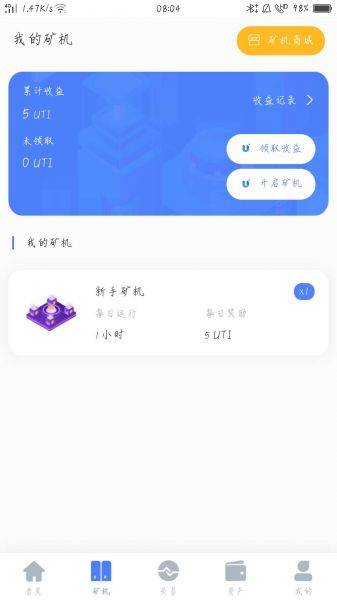 4G 1.47K/s 08:04 98%
我的矿机
矿机商城
累计收益
收益记录
5 UTI
未领取
领取收益
0 UTI
开启矿机
我的矿机
新手矿机
x1
每日运行 每日奖励
1小时 5 UTI
首页 矿机 交易 资产 我的